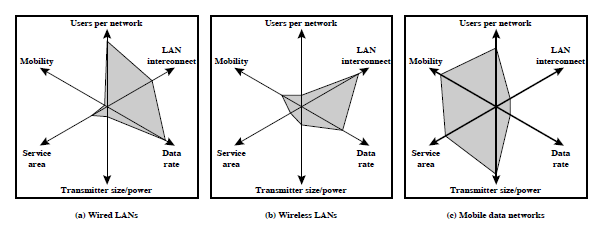 Users per network
Mobility
LAN
interconnect
Service
area
Data
rate
Transmitter size/power
(a) Wired LANs
Users per network
Mobility
LAN
interconnect
Service
area
Data
rate
Transmitter size/power
(b) Wireless LANs
Users per network
Mobility
LAN
interconnect
Service
area
Data
rate
Transmitter size/power
(c) Mobile data networks